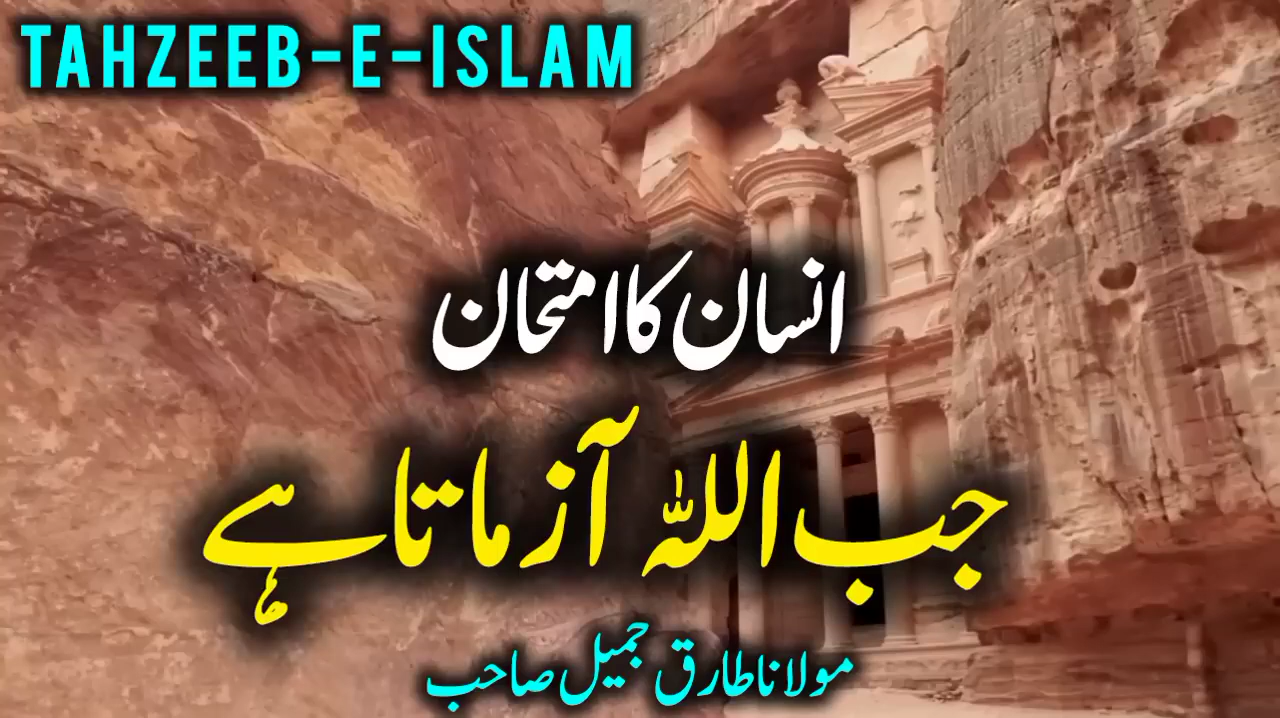 TAHZEEB-E-ISLAM
انسان کا امتحان
جب اللہ آزماتا ہے
مولانا طارق جمیل صاحب